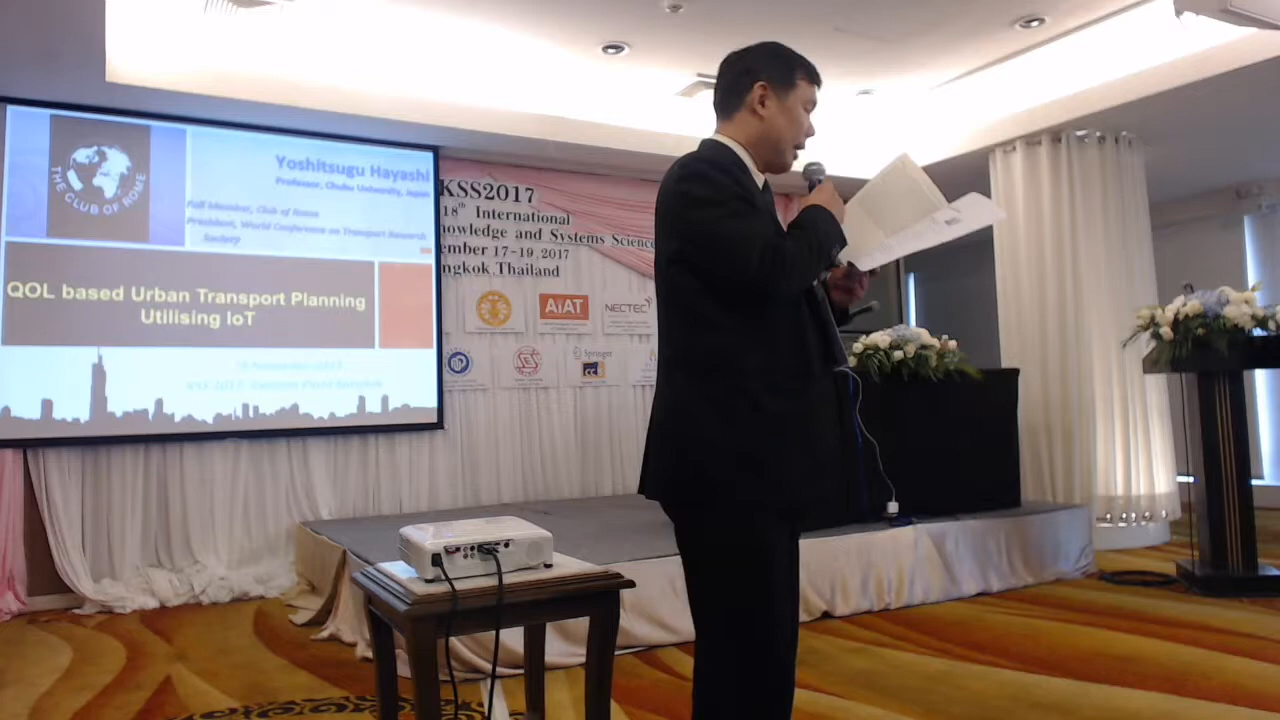 THE CLUB OF ROME
Yoshitsugu Hayashi
Professor, Chubu University, Japan
Full Member, Club of Rome
President, World Conference on Transport Research
Society
QOL based Urban Transport Planning
Utilising IoT
KSS2017
18th International
nowledge and Systems Science
ember 17-19, 2017
ngkok, Thailand
AiAT
NECTEC
Springer